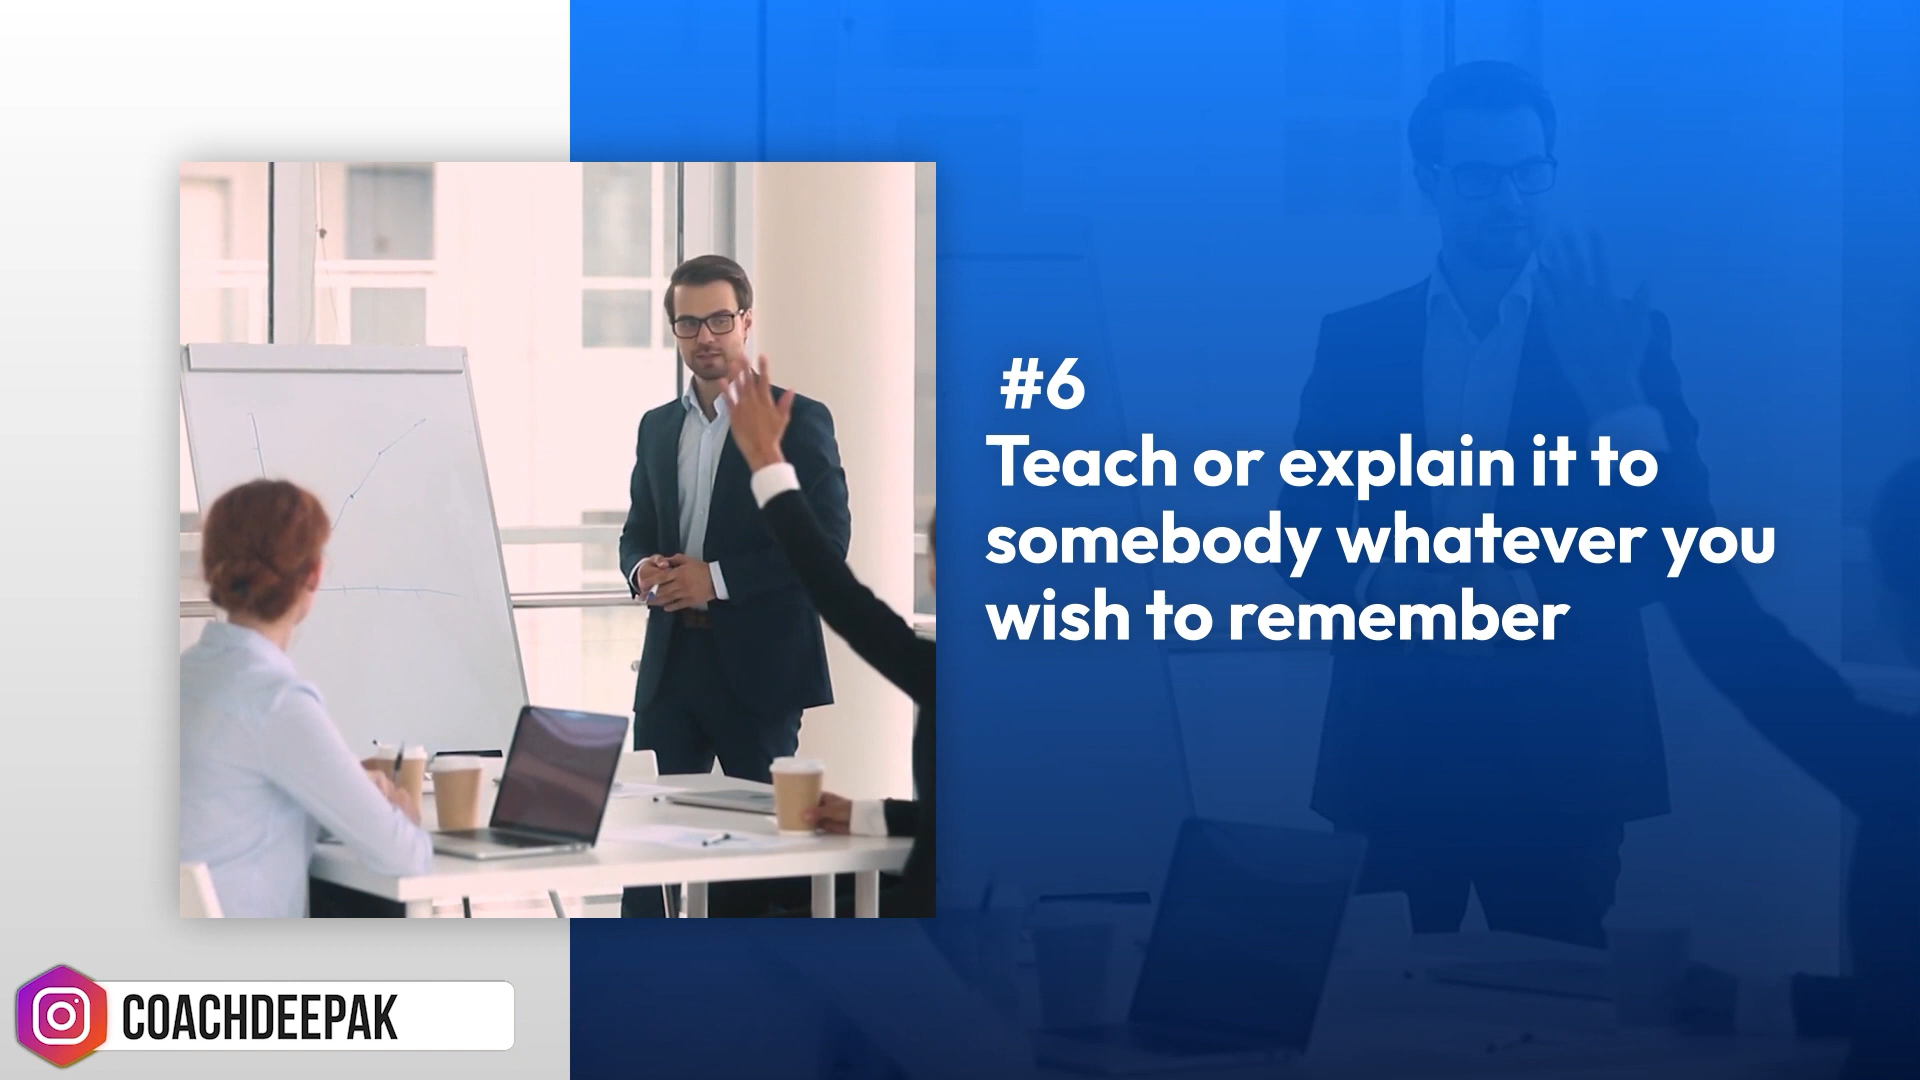 #6
Teach or explain it to
somebody whatever you
wish to remember
COACHDEEPAK